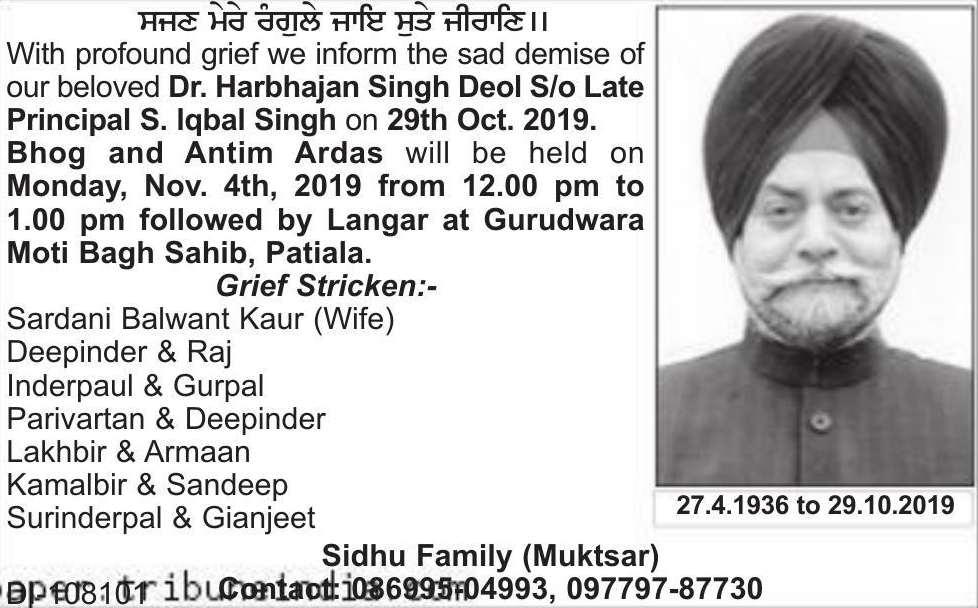 ਸਜਣ ਮੇਰੇ ਰੰਗੁਲੇ ਜਾਇ ਸੁਤੇ ਜੀਰਾਣਿ।।
With profound grief we inform the sad demise of
our beloved Dr. Harbhajan Singh Deol S/o Late
Principal S. Iqbal Singh on 29th Oct. 2019.
Bhog and Antim Ardas will be held on
Monday, Nov. 4th, 2019 from 12.00 pm to
1.00 pm followed by Langar at Gurudwara
Moti Bagh Sahib, Patiala.
Grief Stricken:-
Sardani Balwant Kaur (Wife)
Deepinder & Raj
Inderpaul & Gurpal
Parivartan & Deepinder
Lakhbir & Armaan
Kamalbir & Sandeep
Surinderpal & Gianjeet
27.4.1936 to 29.10.2019
Sidhu Family (Muktsar)
Contact: 086995-04993, 097797-87730